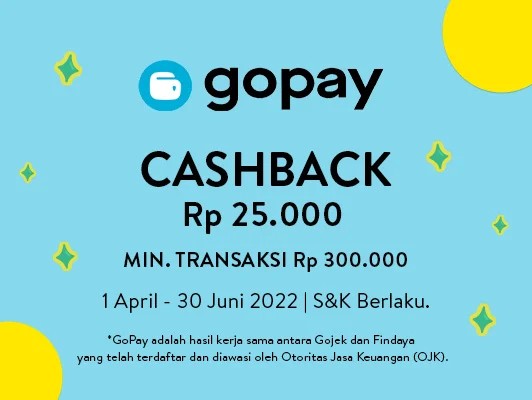 gopay
CASHBACK
Rp 25.000
MIN. TRANSAKSI Rp 300.000
1 April - 30 Juni 2022 | S&K Berlaku.
*GoPay adalah hasil kerja sama antara Gojek dan Findaya
yang telah terdaftar dan diawasi oleh Otoritas Jasa Keuangan (OJK).